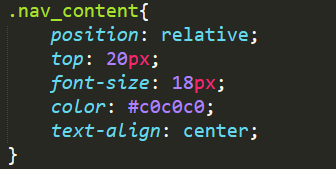 .nav_content{
    position: relative;
    top: 20px;
    font-size: 18px;
    color: #c0c0c0;
    text-align: center;
}